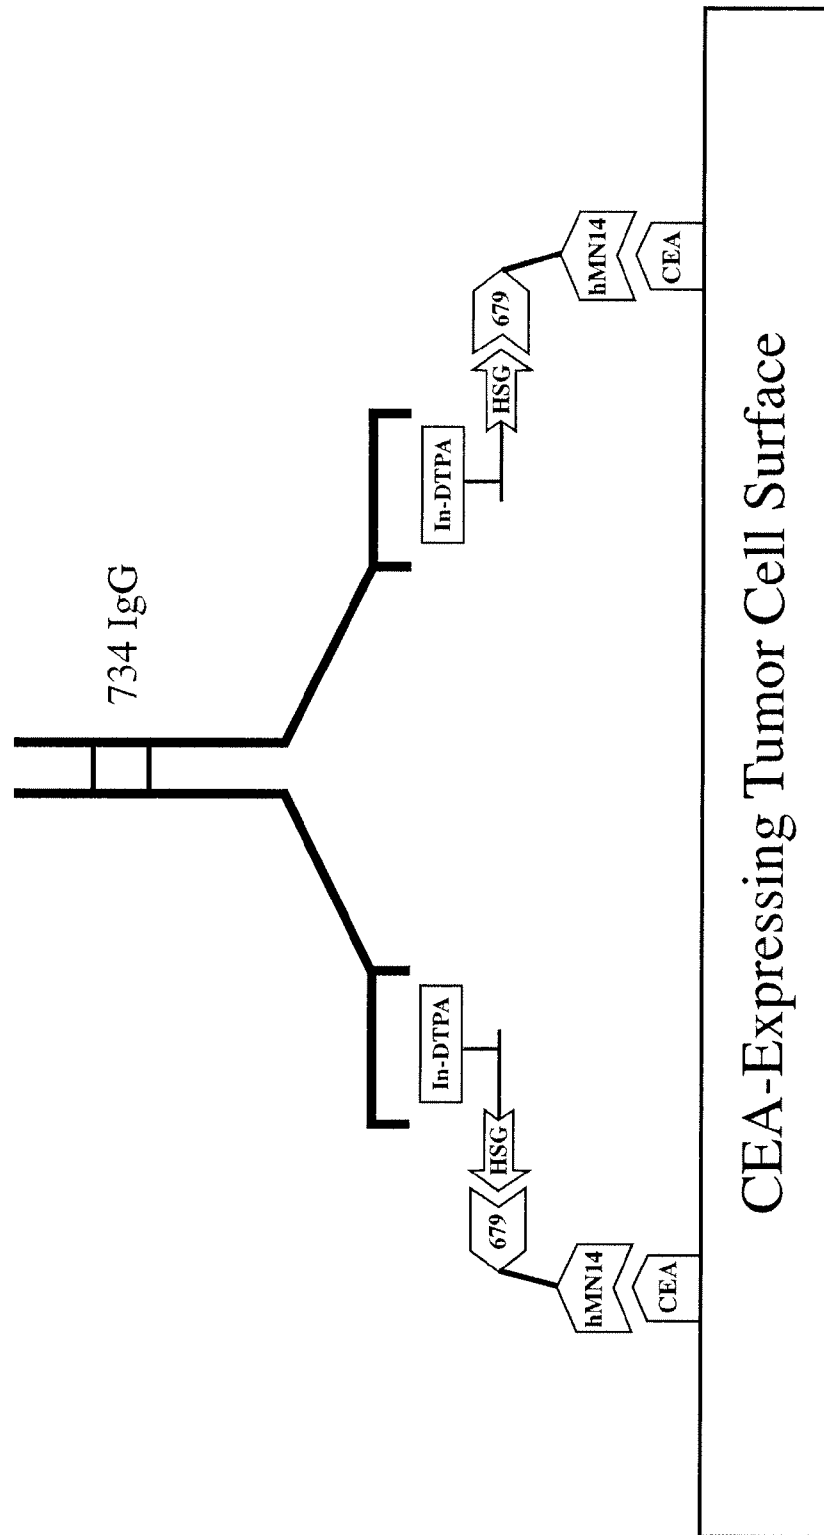 734 IgG
In-DTPA
In-DTPA
HSG
HSG
679
679
hMN14
hMN14
CEA
CEA
CEA-Expressing Tumor Cell Surface